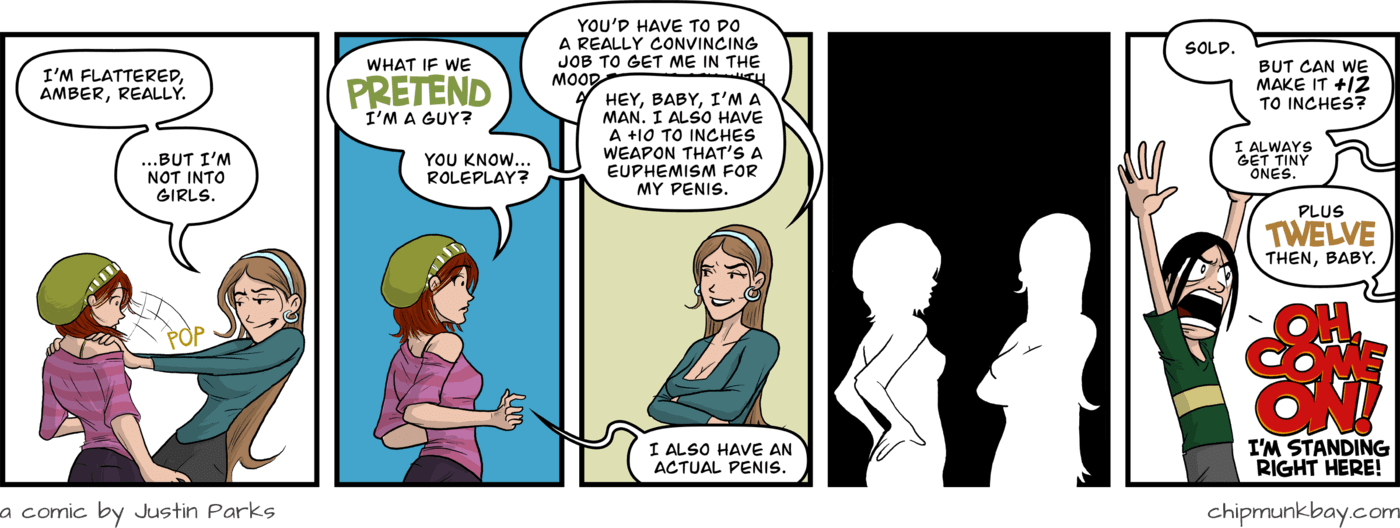 I'M FLATTERED,
AMBER, REALLY.
...BUT I'M
NOT INTO
GIRLS.
POP
WHAT IF WE
PRETEND
I'M A GUY?
YOU KNOW...
ROLEPLAY?
YOU'D HAVE TO DO
A REALLY CONVINCING
JOB TO GET ME IN THE
MOOD
HEY, BABY, I'M A
MAN. I ALSO HAVE
A +10 TO INCHES
WEAPON THAT'S A
EUPHEMISM FOR
MY PENIS.
I ALSO HAVE AN
ACTUAL PENIS.
SOLD.
BUT CAN WE
MAKE IT +12
TO INCHES?
I ALWAYS
GET TINY
ONES.
PLUS
TWELVE
THEN, BABY.
OH,
COME
ON!
I'M STANDING
RIGHT HERE!
a comic by Justin Parks
chipmunkbay.com